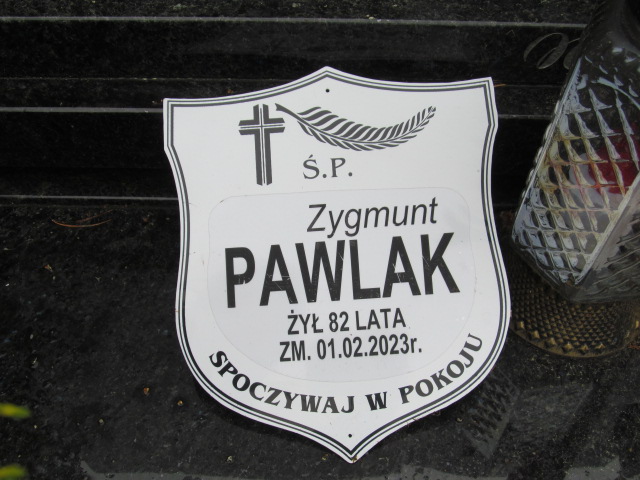 Ś.P.
Zygmunt
PAWLAK
ŻYŁ 82 LATA
ZM. 01.02.2023r.
SPOCZYWAJ W POKOJU